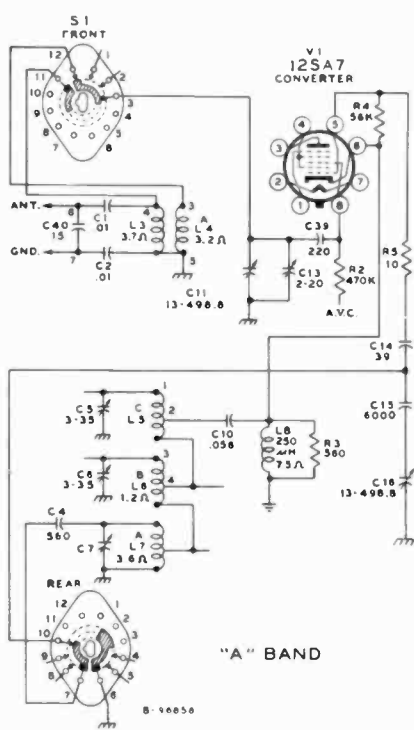 S1
FRONT
V1
12SA7
CONVERTER
12
1
11
2
10
3
9
4
8
5
7
6
4
5
3
6
2
7
1
8
R4
56K
R5
10
ANT.
6
C1
.01
4
3
A
C40
15
L3
3.7Ω
L4
3.2Ω
GND.
7
C2
.01
5
C11
13-498.8
C13
2-20
C39
220
R2
470K
A.V.C.
C14
39
C15
6000
C16
13-498.8
C5
3-35
1
C
L5
2
C10
.056
L8
250
μH
7.5Ω
R3
560
C6
3-35
3
B
L6
1.2Ω
4
C4
560
C7
A
L7
3.6Ω
REAR
12
1
11
2
10
3
9
4
8
5
7
6
"A" BAND
B-96858